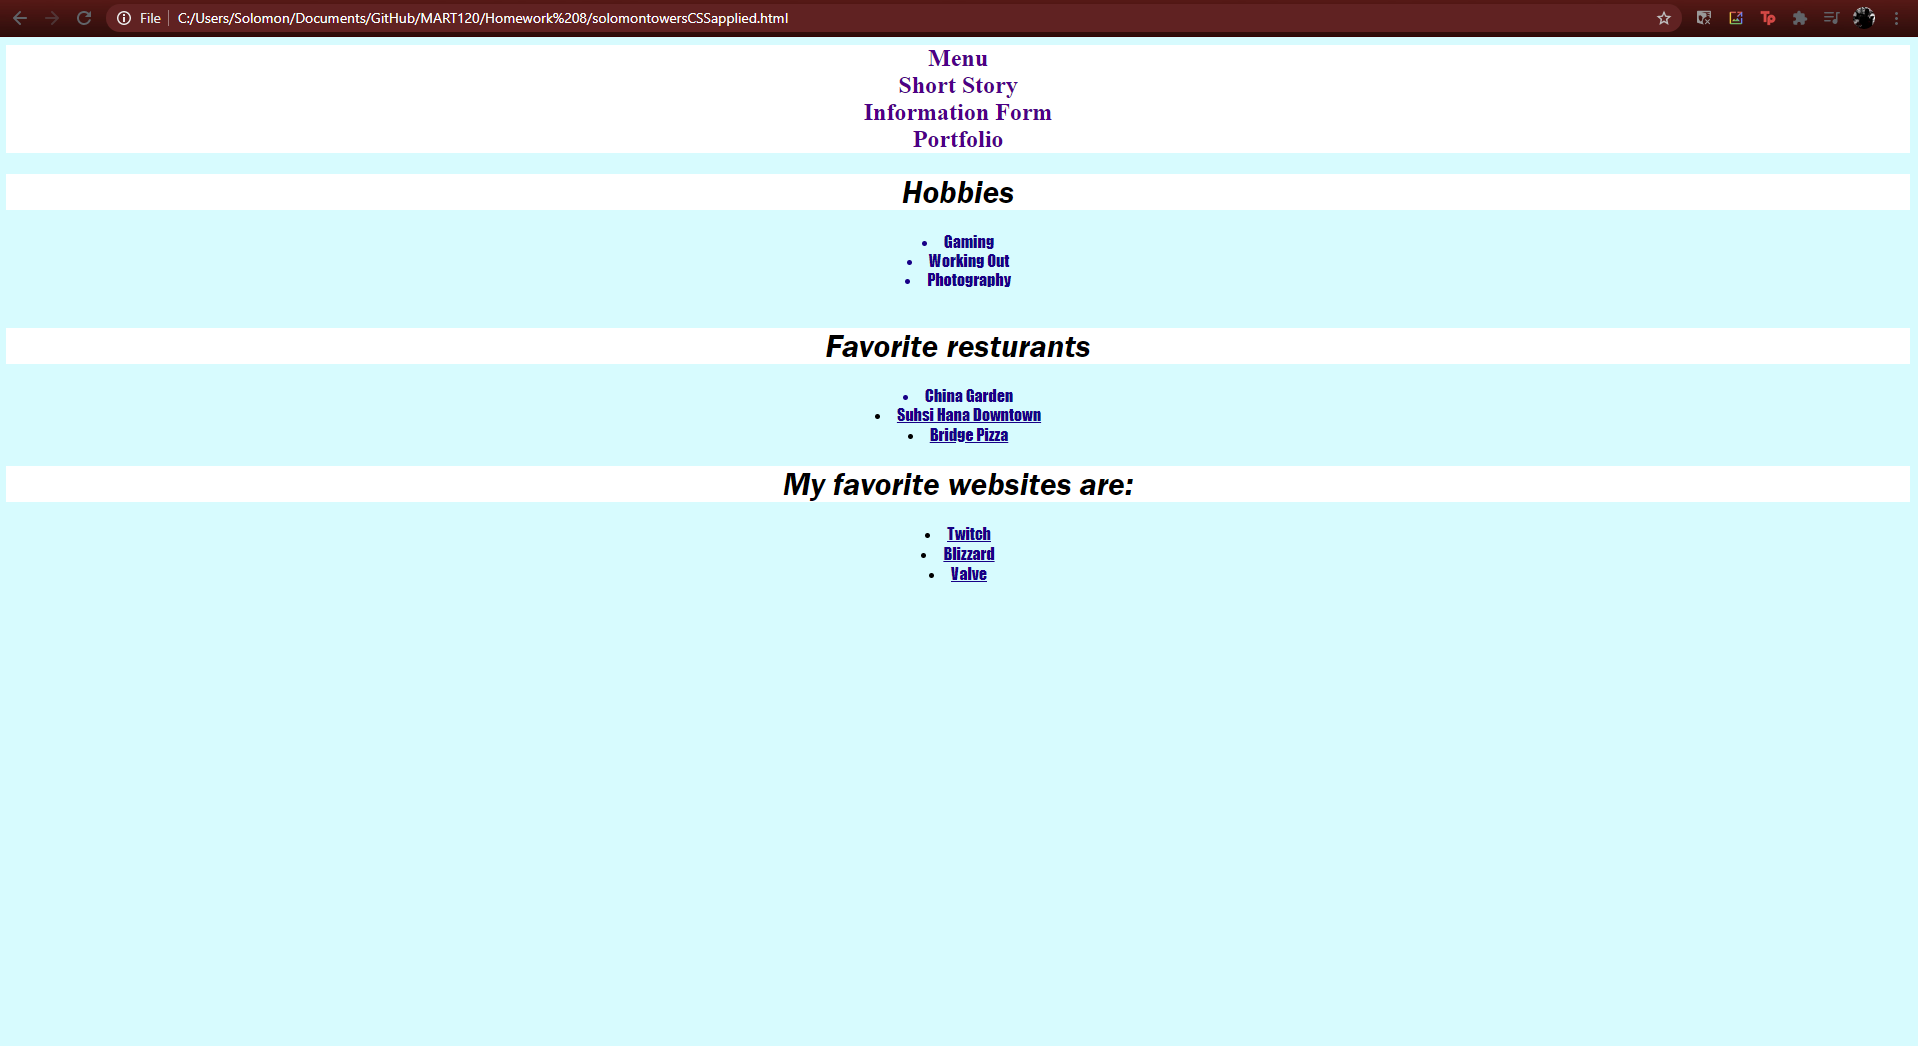 File C:/Users/Solomon/Documents/GitHub/MART120/Homework%208/solomontowersCSSapplied.html
Tp
Menu
Short Story
Information Form
Portfolio
Hobbies
• Gaming
• Working Out
• Photography
Favorite resturants
• China Garden
• Suhsi Hana Downtown
• Bridge Pizza
My favorite websites are:
• Twitch
• Blizzard
• Valve